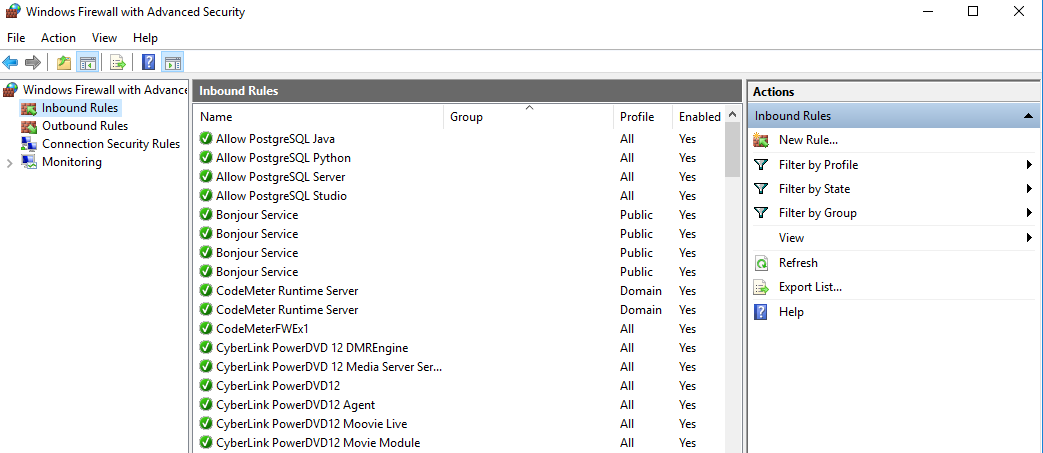 Windows Firewall with Advanced Security
File Action View Help
Windows Firewall with Advance
Inbound Rules
Outbound Rules
Connection Security Rules
Monitoring
Inbound Rules
Name Group Profile Enabled
Allow PostgreSQL Java All Yes
Allow PostgreSQL Python All Yes
Allow PostgreSQL Server All Yes
Allow PostgreSQL Studio All Yes
Bonjour Service Public Yes
Bonjour Service Public Yes
Bonjour Service Public Yes
Bonjour Service Public Yes
CodeMeter Runtime Server Domain Yes
CodeMeter Runtime Server Domain Yes
CodeMeterFWEx1 All Yes
CyberLink PowerDVD 12 DMREngine All Yes
CyberLink PowerDVD 12 Media Server Ser... All Yes
CyberLink PowerDVD12 All Yes
CyberLink PowerDVD12 Agent All Yes
CyberLink PowerDVD12 Moovie Live All Yes
CyberLink PowerDVD12 Movie Module All Yes
Actions
Inbound Rules
New Rule...
Filter by Profile
Filter by State
Filter by Group
View
Refresh
Export List...
Help